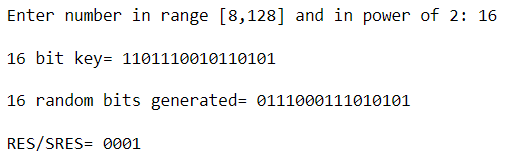 Enter number in range [8,128] and in power of 2: 16
16 bit key= 1101110010110101
16 random bits generated= 0111000111010101
RES/SRES= 0001